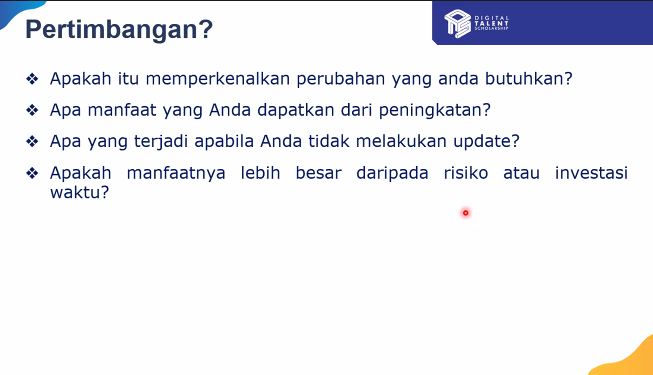 Pertimbangan?
DIGITAL
TALENT
SCHOLARSHIP
❖ Apakah itu memperkenalkan perubahan yang anda butuhkan?
❖ Apa manfaat yang Anda dapatkan dari peningkatan?
❖ Apa yang terjadi apabila Anda tidak melakukan update?
❖ Apakah manfaatnya lebih besar daripada risiko atau investasi
waktu?